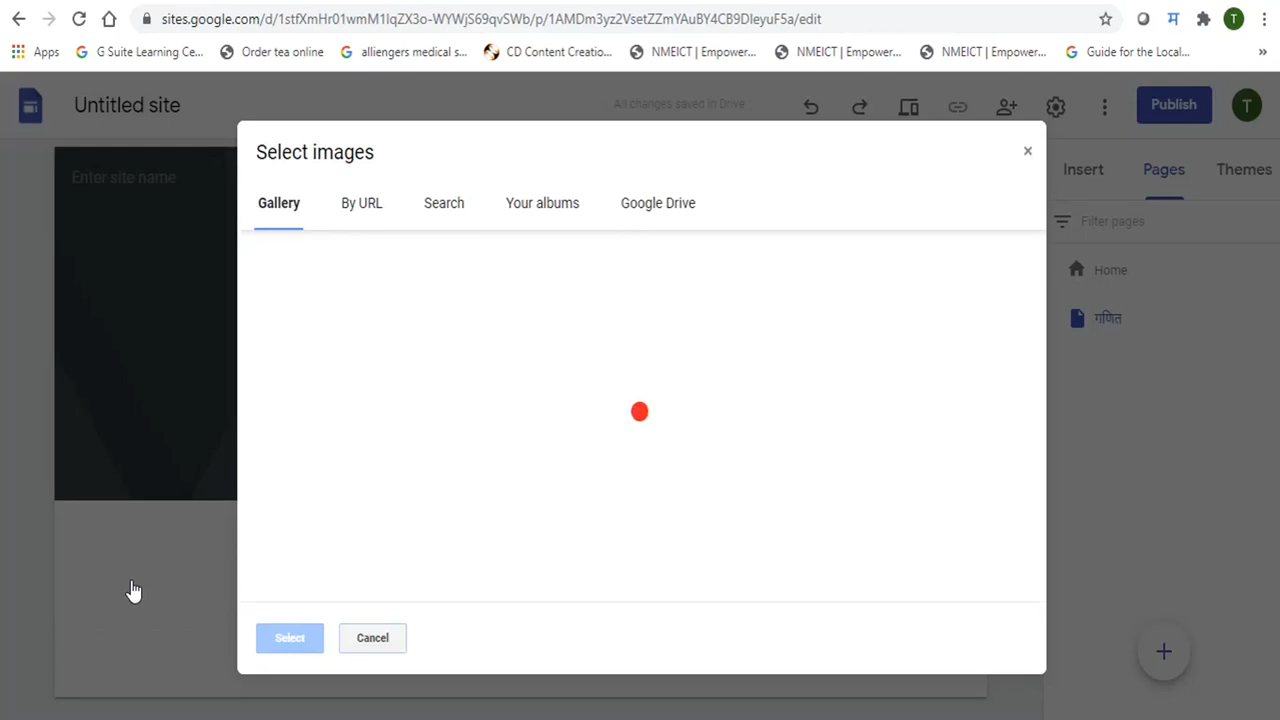 sites.google.com/d/1stfXmHr01wmM1IqZX3o-WYWjS69qvSWb/p/1AMDm3yz2VsetZZmYAuBY4CB9DIeyuF5a/edit
T
Apps G Suite Learning Ce... Order tea online alliengers medical s... CD Content Creatio... NMEICT | Empower... NMEICT | Empower... NMEICT | Empower... Guide for the Local... »
Untitled site All changes saved in Drive Publish T
Select images ×
Gallery By URL Search Your albums Google Drive
Enter site name
Insert Pages Themes
Filter pages
Home
गणित
Select Cancel